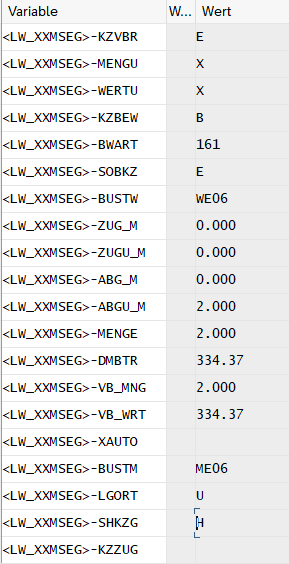 Variable W... Wert
<LW_XXMSEG>-KZVBR E
<LW_XXMSEG>-MENGU X
<LW_XXMSEG>-WERTU X
<LW_XXMSEG>-KZBEW B
<LW_XXMSEG>-BWART 161
<LW_XXMSEG>-SOBKZ E
<LW_XXMSEG>-BUSTW WE06
<LW_XXMSEG>-ZUG_M 0.000
<LW_XXMSEG>-ZUGU_M 0.000
<LW_XXMSEG>-ABG_M 0.000
<LW_XXMSEG>-ABGU_M 2.000
<LW_XXMSEG>-MENGE 2.000
<LW_XXMSEG>-DMBTR 334.37
<LW_XXMSEG>-VB_MNG 2.000
<LW_XXMSEG>-VB_WRT 334.37
<LW_XXMSEG>-XAUTO
<LW_XXMSEG>-BUSTM ME06
<LW_XXMSEG>-LGORT U
<LW_XXMSEG>-SHKZG H
<LW_XXMSEG>-KZZUG